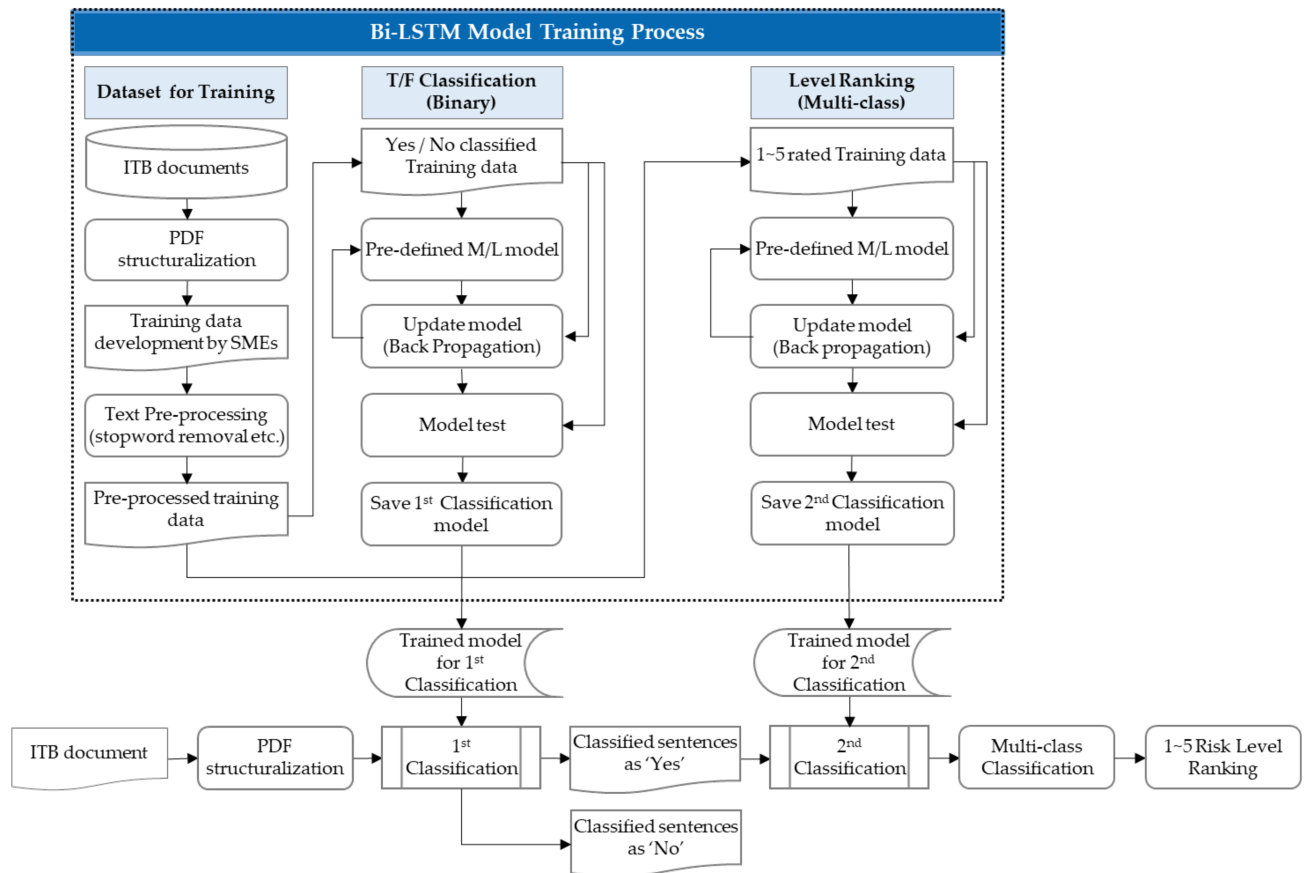 Bi-LSTM Model Training Process
Dataset for Training
ITB documents
PDF
structuralization
Training data
development by SMEs
Text Pre-processing
(stopword removal etc.)
Pre-processed training
data
T/F Classification
(Binary)
Yes / No classified
Training data
Pre-defined M/L model
Update model
(Back Propagation)
Model test
Save 1st Classification
model
Level Ranking
(Multi-class)
1~5 rated Training data
Pre-defined M/L model
Update model
(Back propagation)
Model test
Save 2nd Classification
model
Trained model
for 1st
Classification
Trained model
for 2nd
Classification
ITB document
PDF
structuralization
1st
Classification
Classified sentences
as ‘Yes’
2nd
Classification
Multi-class
Classification
1~5 Risk Level
Ranking
Classified sentences
as ‘No’